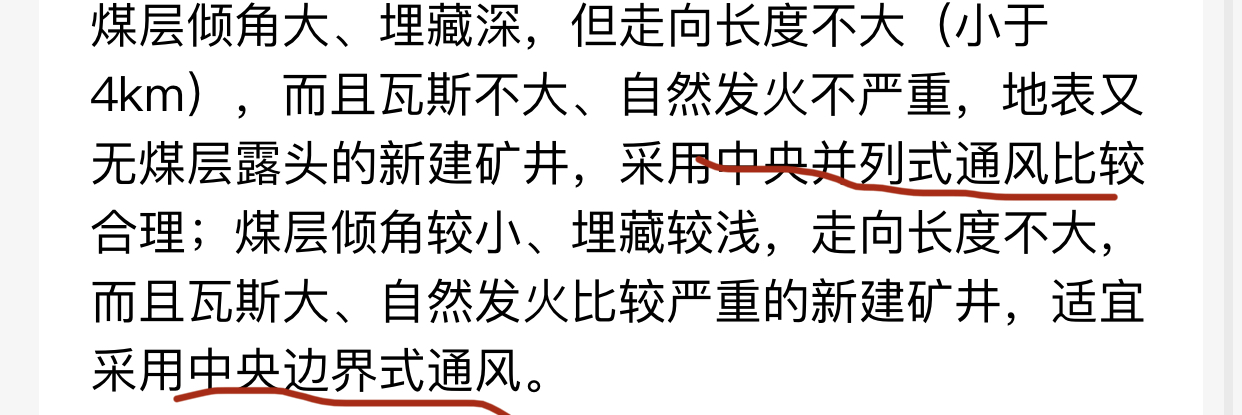 煤层倾角大、埋藏深，但走向长度不大（小于
4km），而且瓦斯不大、自然发火不严重，地表又
无煤层露头的新建矿井，采用中央并列式通风比较
合理；煤层倾角较小、埋藏较浅，走向长度不大，
而且瓦斯大、自然发火比较严重的新建矿井，适宜
采用中央边界式通风。